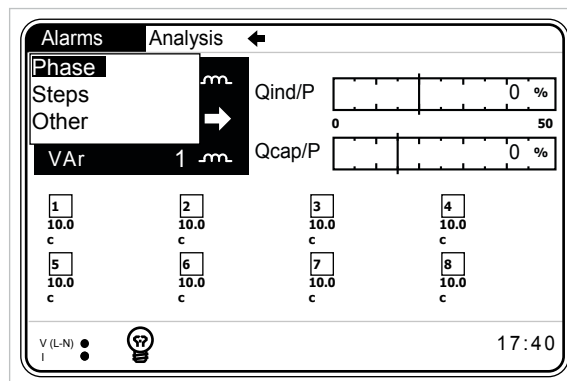 Alarms Analysis
Phase
Steps
Other
VAr 1
Qind/P 0 %
0 50
Qcap/P 0 %
1 2 3 4
10.0 10.0 10.0 10.0
c c c c
5 6 7 8
10.0 10.0 10.0 10.0
c c c c
V (L-N)
I
17:40